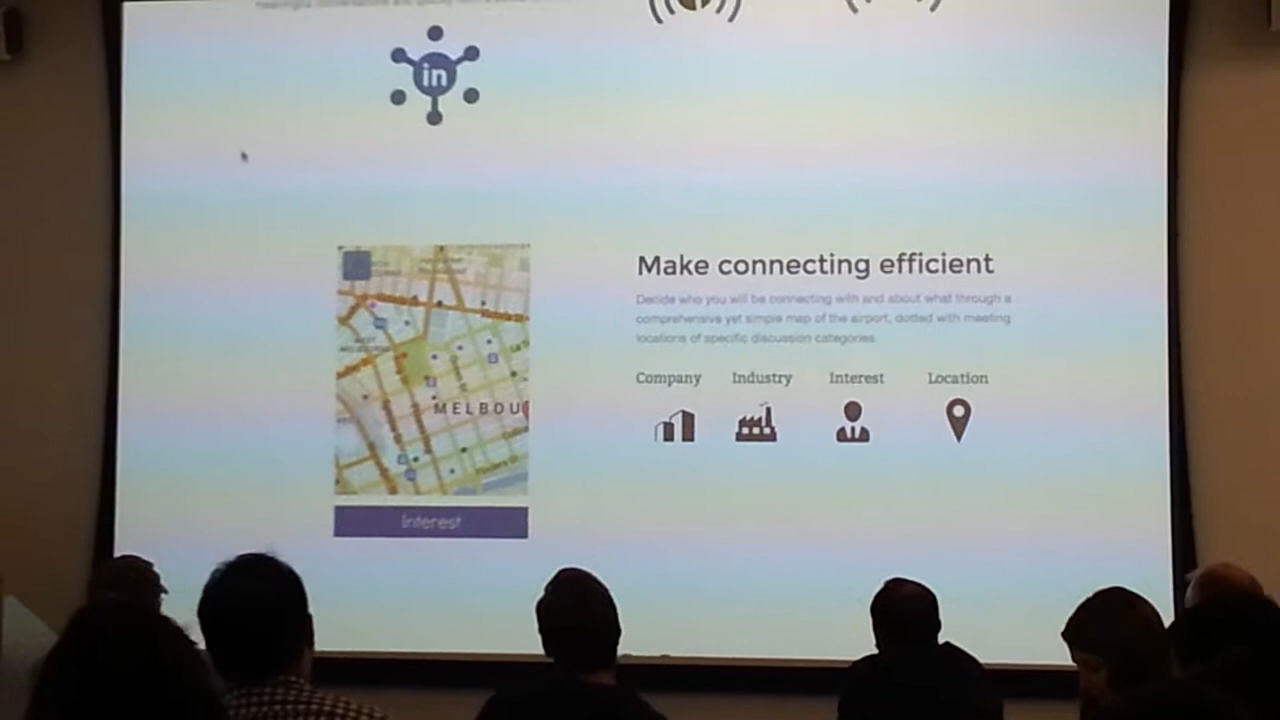 in
Make connecting efficient
Decide who you will be connecting with and about what through a
comprehensive yet simple map of the airport, dotted with meeting
locations of specific discussion categories.
Company Industry Interest Location
MELBOU
Interest